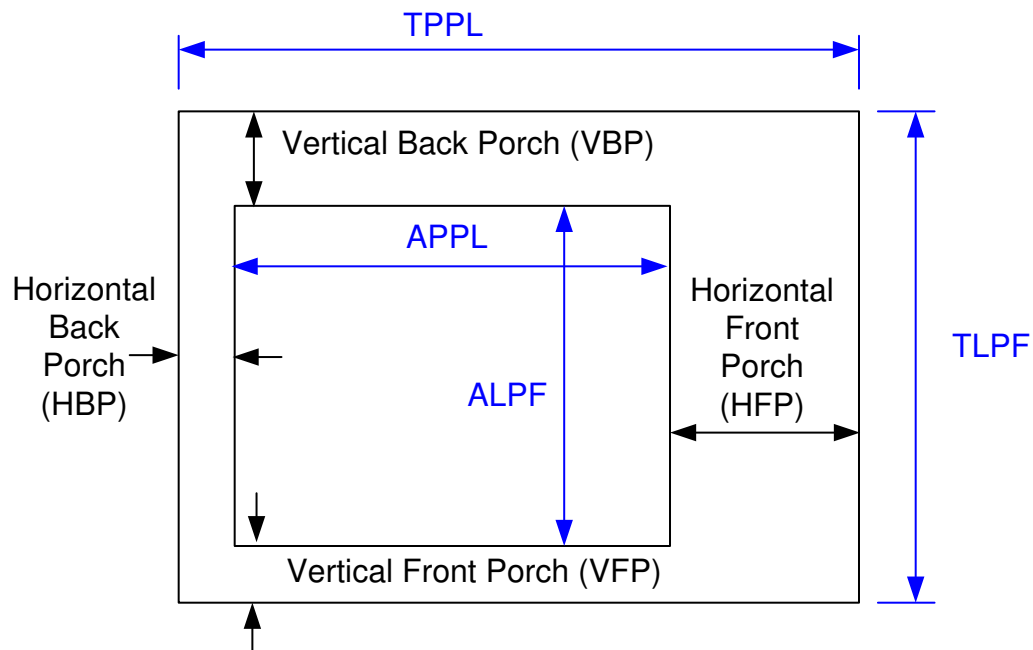 TPPL
Vertical Back Porch (VBP)
APPL
Horizontal
Back
Porch
(HBP)
Horizontal
Front
Porch
(HFP)
ALPF
TLPF
Vertical Front Porch (VFP)